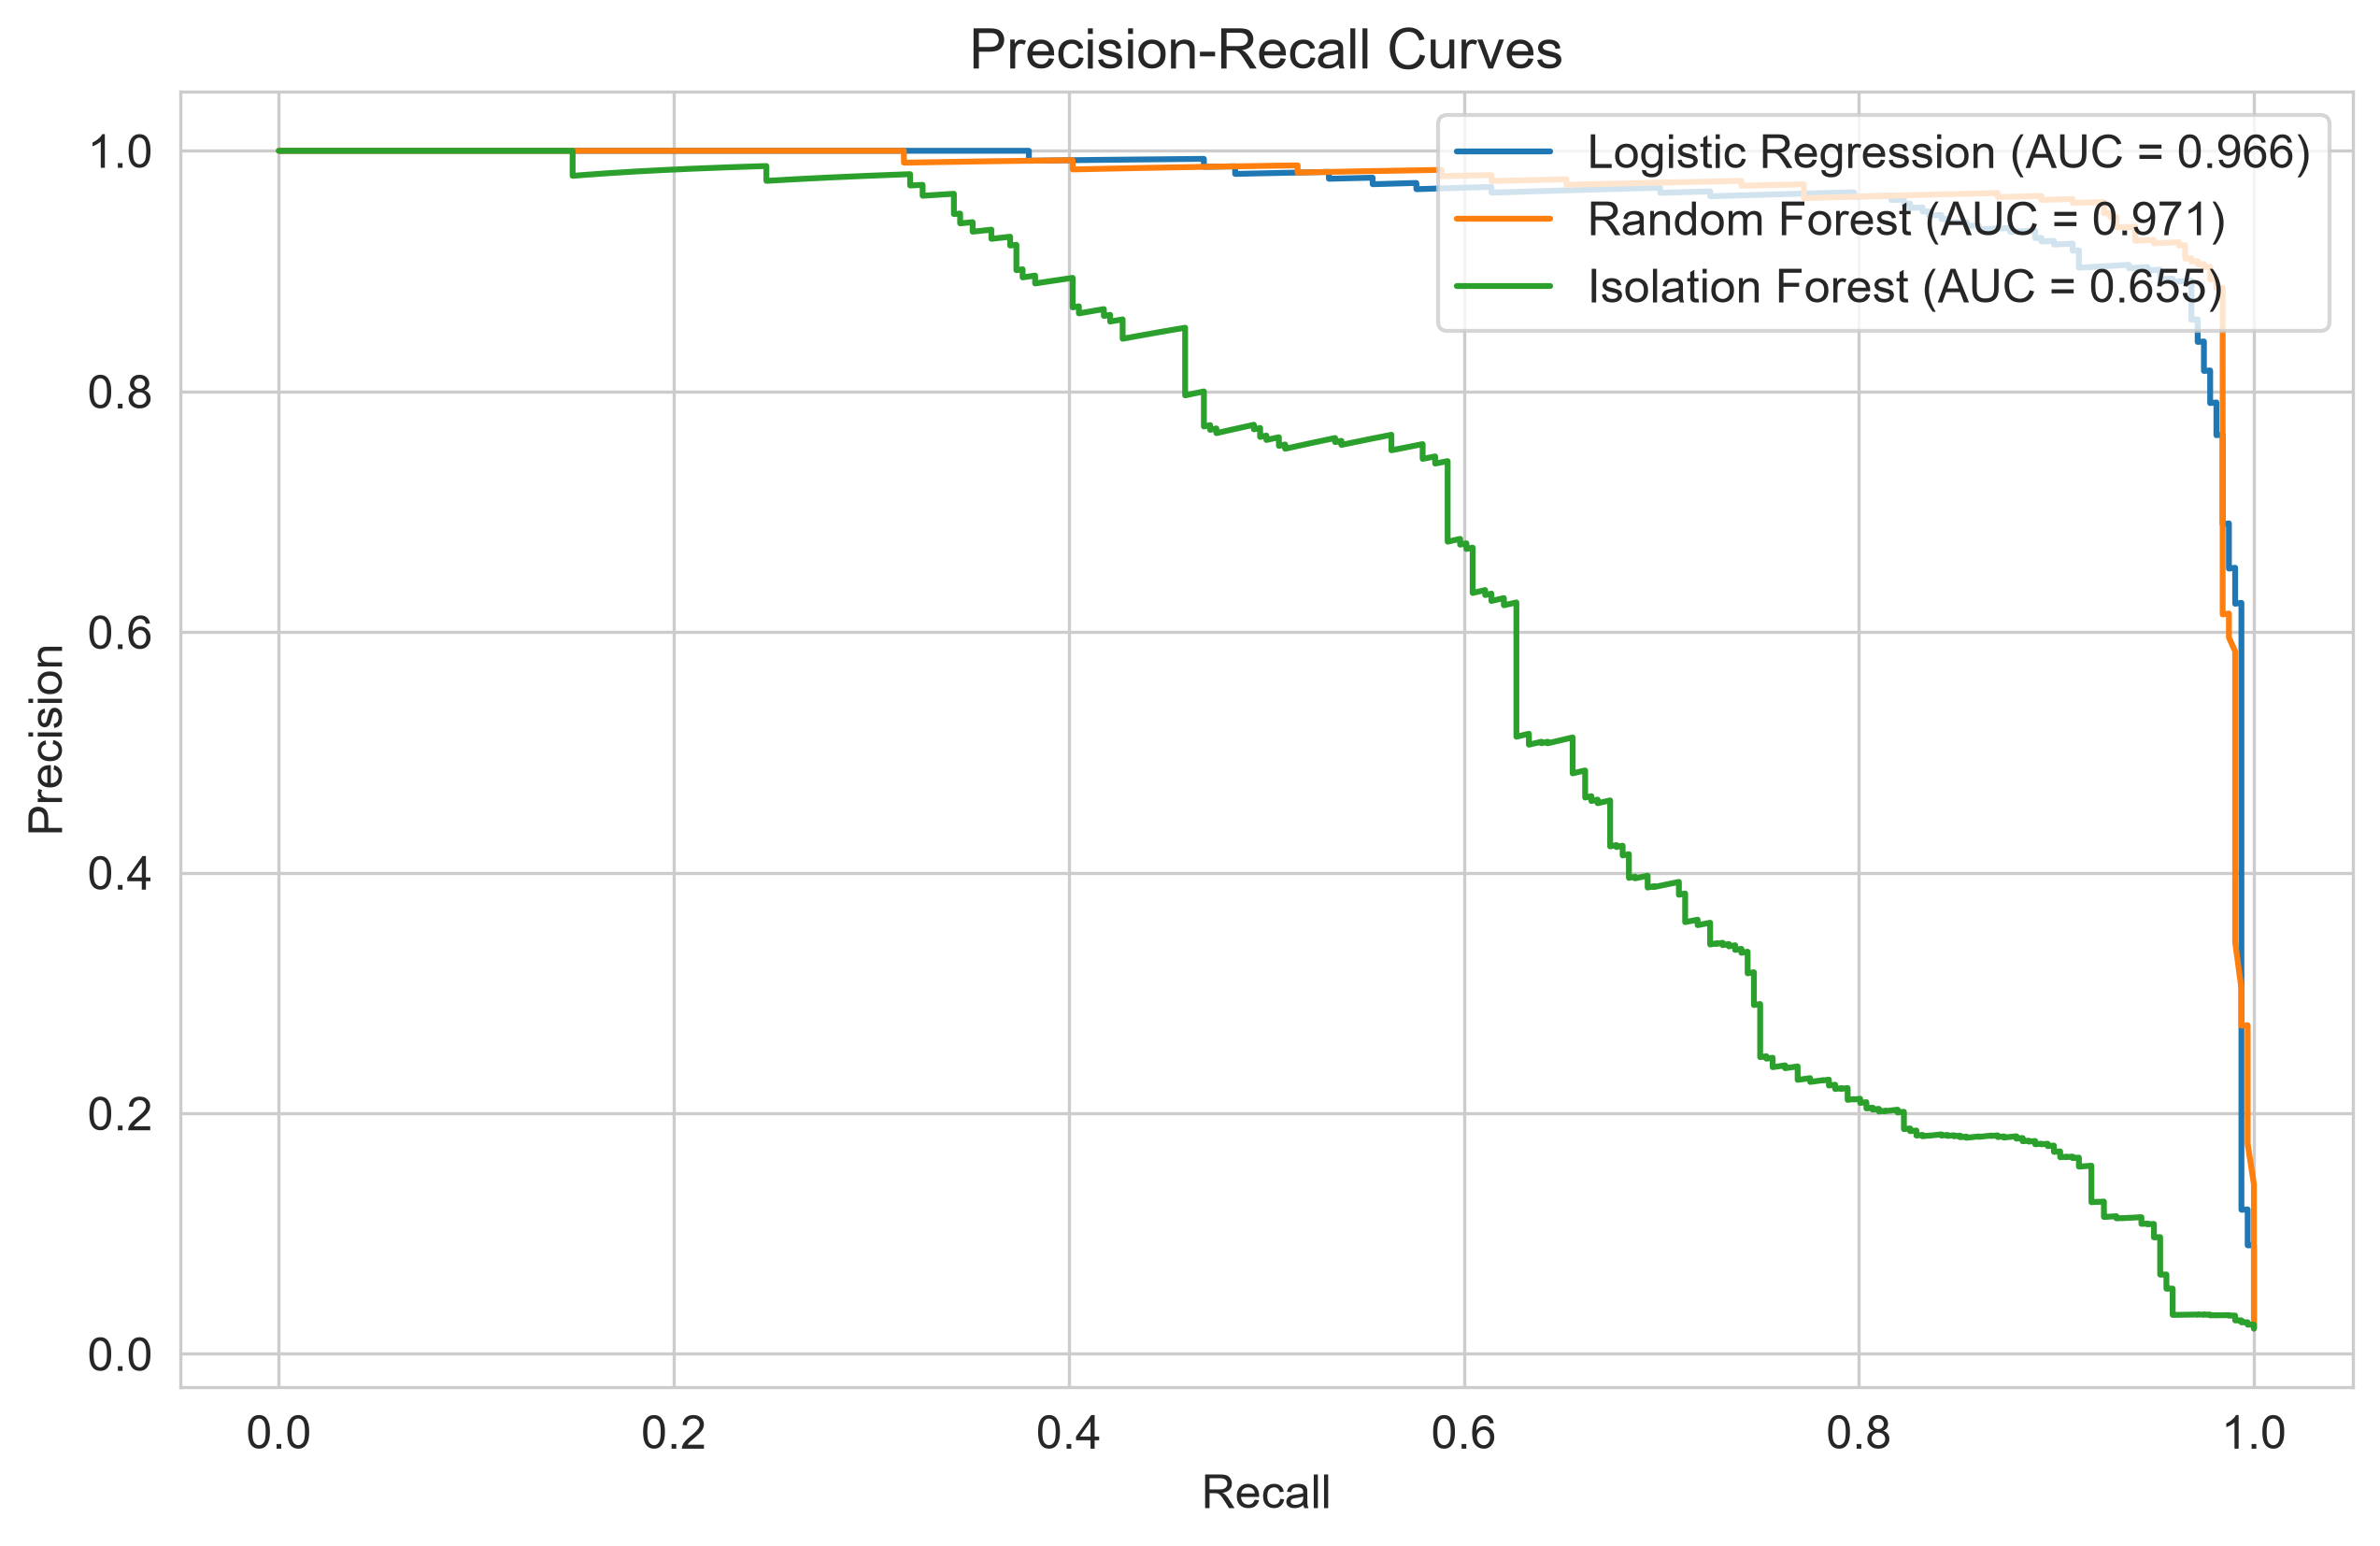 Precision-Recall Curves
Logistic Regression (AUC = 0.966)
Random Forest (AUC = 0.971)
Isolation Forest (AUC = 0.655)
Precision
1.0
0.8
0.6
0.4
0.2
0.0
0.0 0.2 0.4 0.6 0.8 1.0
Recall